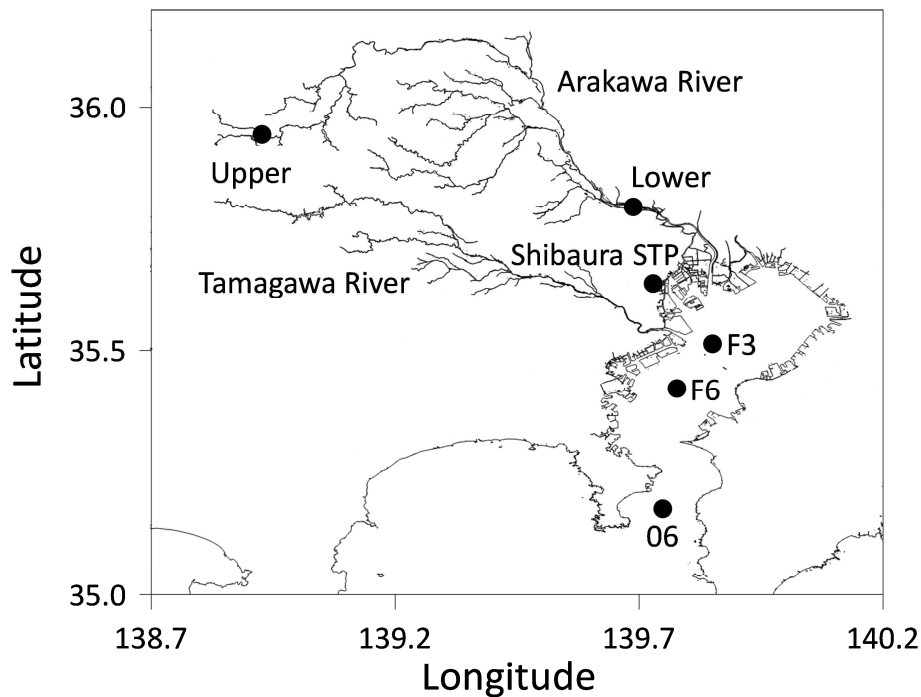 36.0
Arakawa River
Upper
Lower
Shibaura STP
Tamagawa River
Latitude
35.5
F3
F6
06
35.0
138.7 139.2 139.7 140.2
Longitude